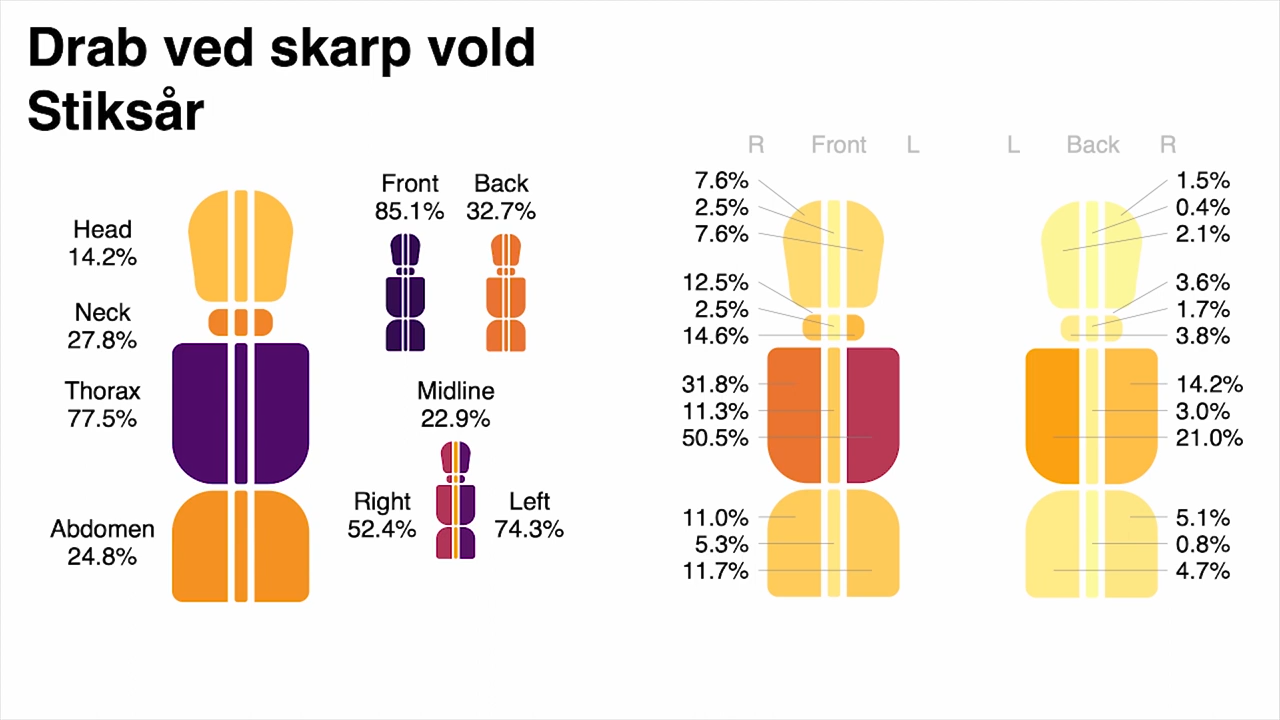 Drab ved skarp vold
Stiksår
Head
14.2%
Neck
27.8%
Thorax
77.5%
Abdomen
24.8%
Front
85.1%
Back
32.7%
Midline
22.9%
Right
52.4%
Left
74.3%
R Front L
7.6%
2.5%
7.6%
12.5%
2.5%
14.6%
31.8%
11.3%
50.5%
11.0%
5.3%
11.7%
L Back R
1.5%
0.4%
2.1%
3.6%
1.7%
3.8%
14.2%
3.0%
21.0%
5.1%
0.8%
4.7%